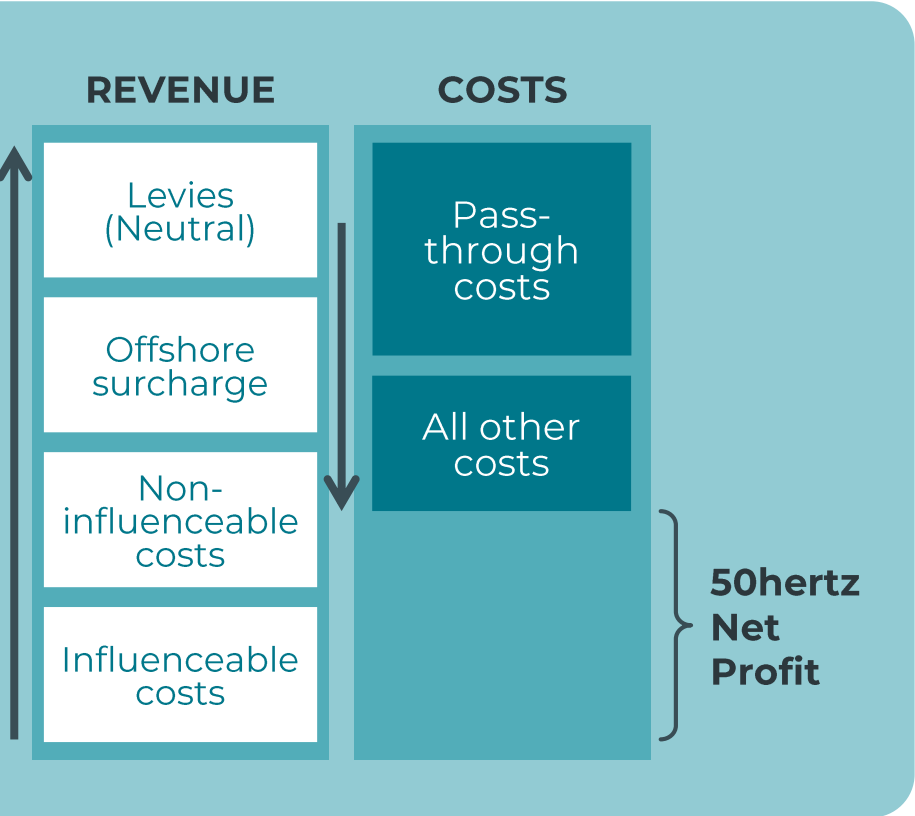 REVENUE
COSTS
Levies
(Neutral)
Offshore
surcharge
Non-
influenceable
costs
Influenceable
costs
Pass-
through
costs
All other
costs
50hertz
Net
Profit